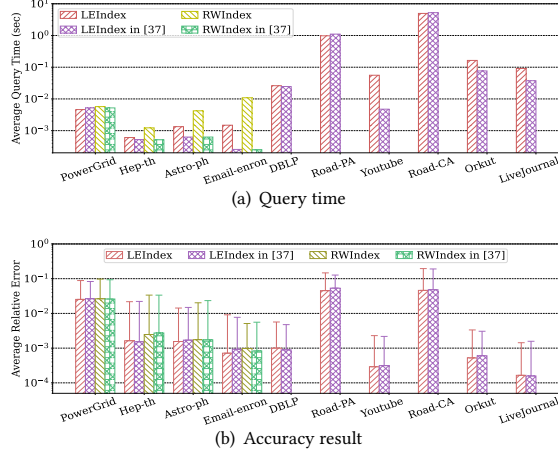 Average Query Time (sec)
10^1
10^0
10^-1
10^-2
10^-3
LEIndex RWIndex
LEIndex in [37] RWIndex in [37]
PowerGrid Hep-th Astro-ph Email-enron DBLP Road-PA Youtube Road-CA Orkut LiveJournal
(a) Query time
Average Relative Error
10^0
10^-1
10^-2
10^-3
10^-4
LEIndex LEIndex in [37] RWIndex RWIndex in [37]
PowerGrid Hep-th Astro-ph Email-enron DBLP Road-PA Youtube Road-CA Orkut LiveJournal
(b) Accuracy result